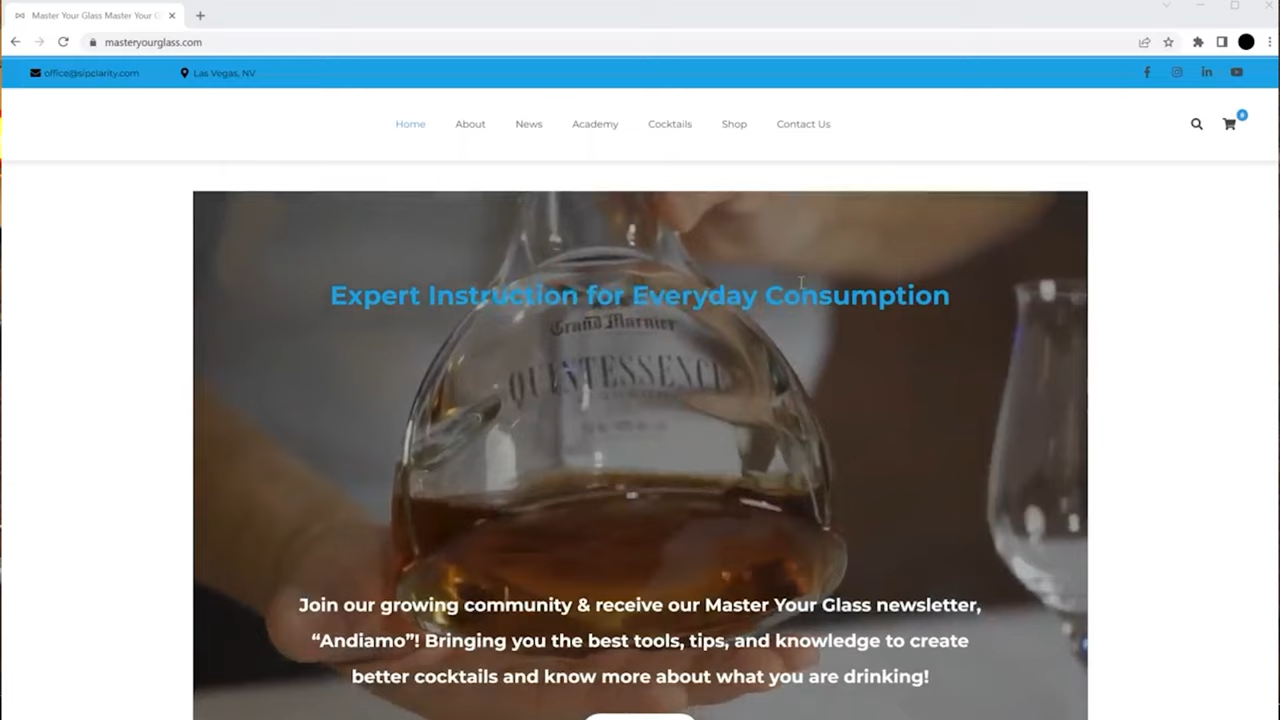 Master Your Glass Master Your G
masteryourglass.com
office@sipclarity.com
Las Vegas, NV
Home
About
News
Academy
Cocktails
Shop
Contact Us
0
Expert Instruction for Everyday Consumption
Grand Marnier
QUINTESSENCE
Join our growing community & receive our Master Your Glass newsletter,
“Andiamo”! Bringing you the best tools, tips, and knowledge to create
better cocktails and know more about what you are drinking!